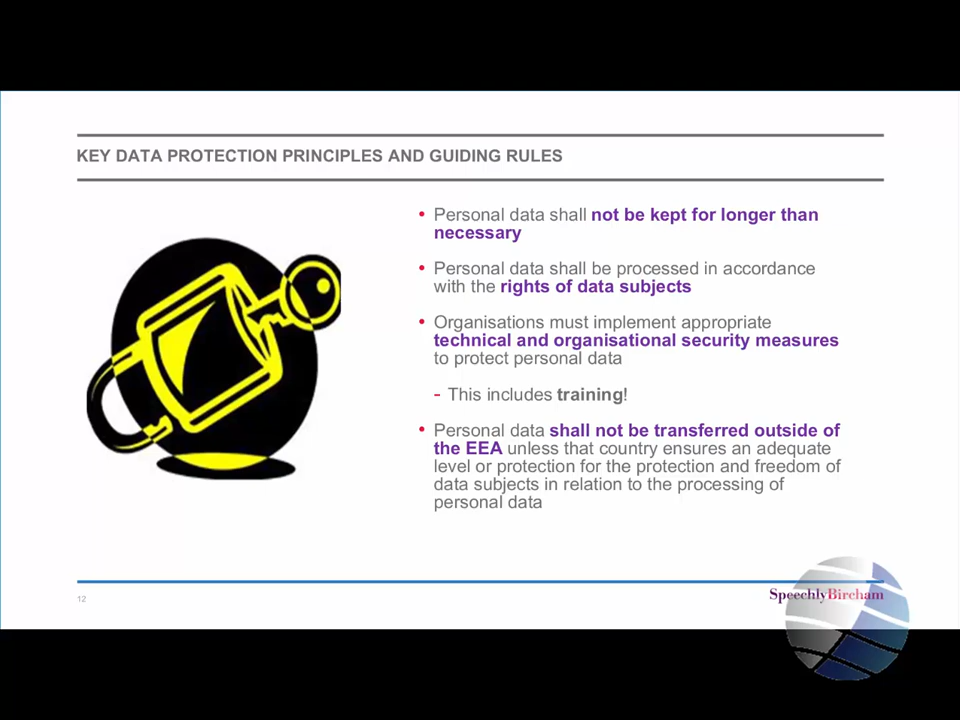 KEY DATA PROTECTION PRINCIPLES AND GUIDING RULES
• Personal data shall not be kept for longer than
necessary
• Personal data shall be processed in accordance
with the rights of data subjects
• Organisations must implement appropriate
technical and organisational security measures
to protect personal data
- This includes training!
• Personal data shall not be transferred outside of
the EEA unless that country ensures an adequate
level or protection for the protection and freedom of
data subjects in relation to the processing of
personal data
12
SpeechlyBircham